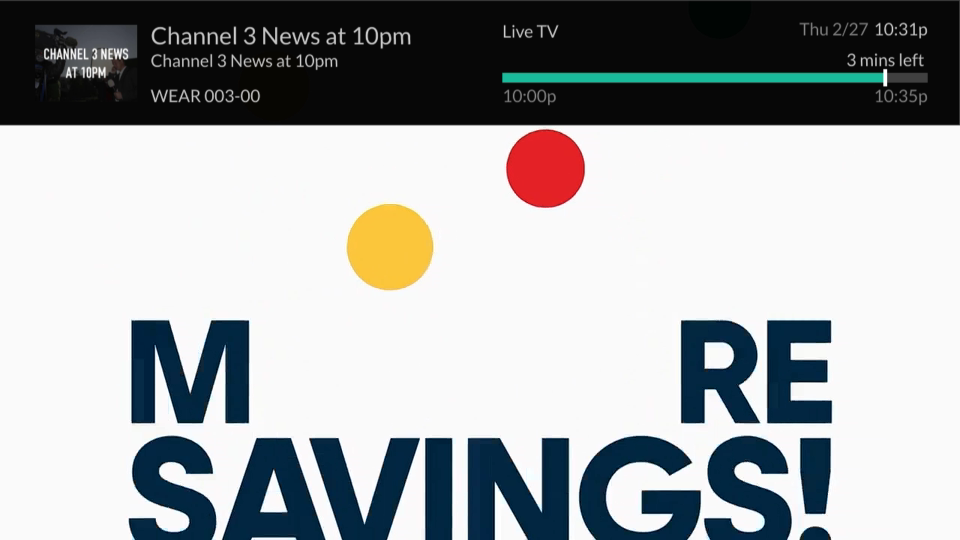 CHANNEL 3 NEWS
AT 10PM
Channel 3 News at 10pm
Channel 3 News at 10pm
WEAR 003-00
Live TV
Thu 2/27 10:31p
3 mins left
10:00p
10:35p
M RE
SAVINGS!